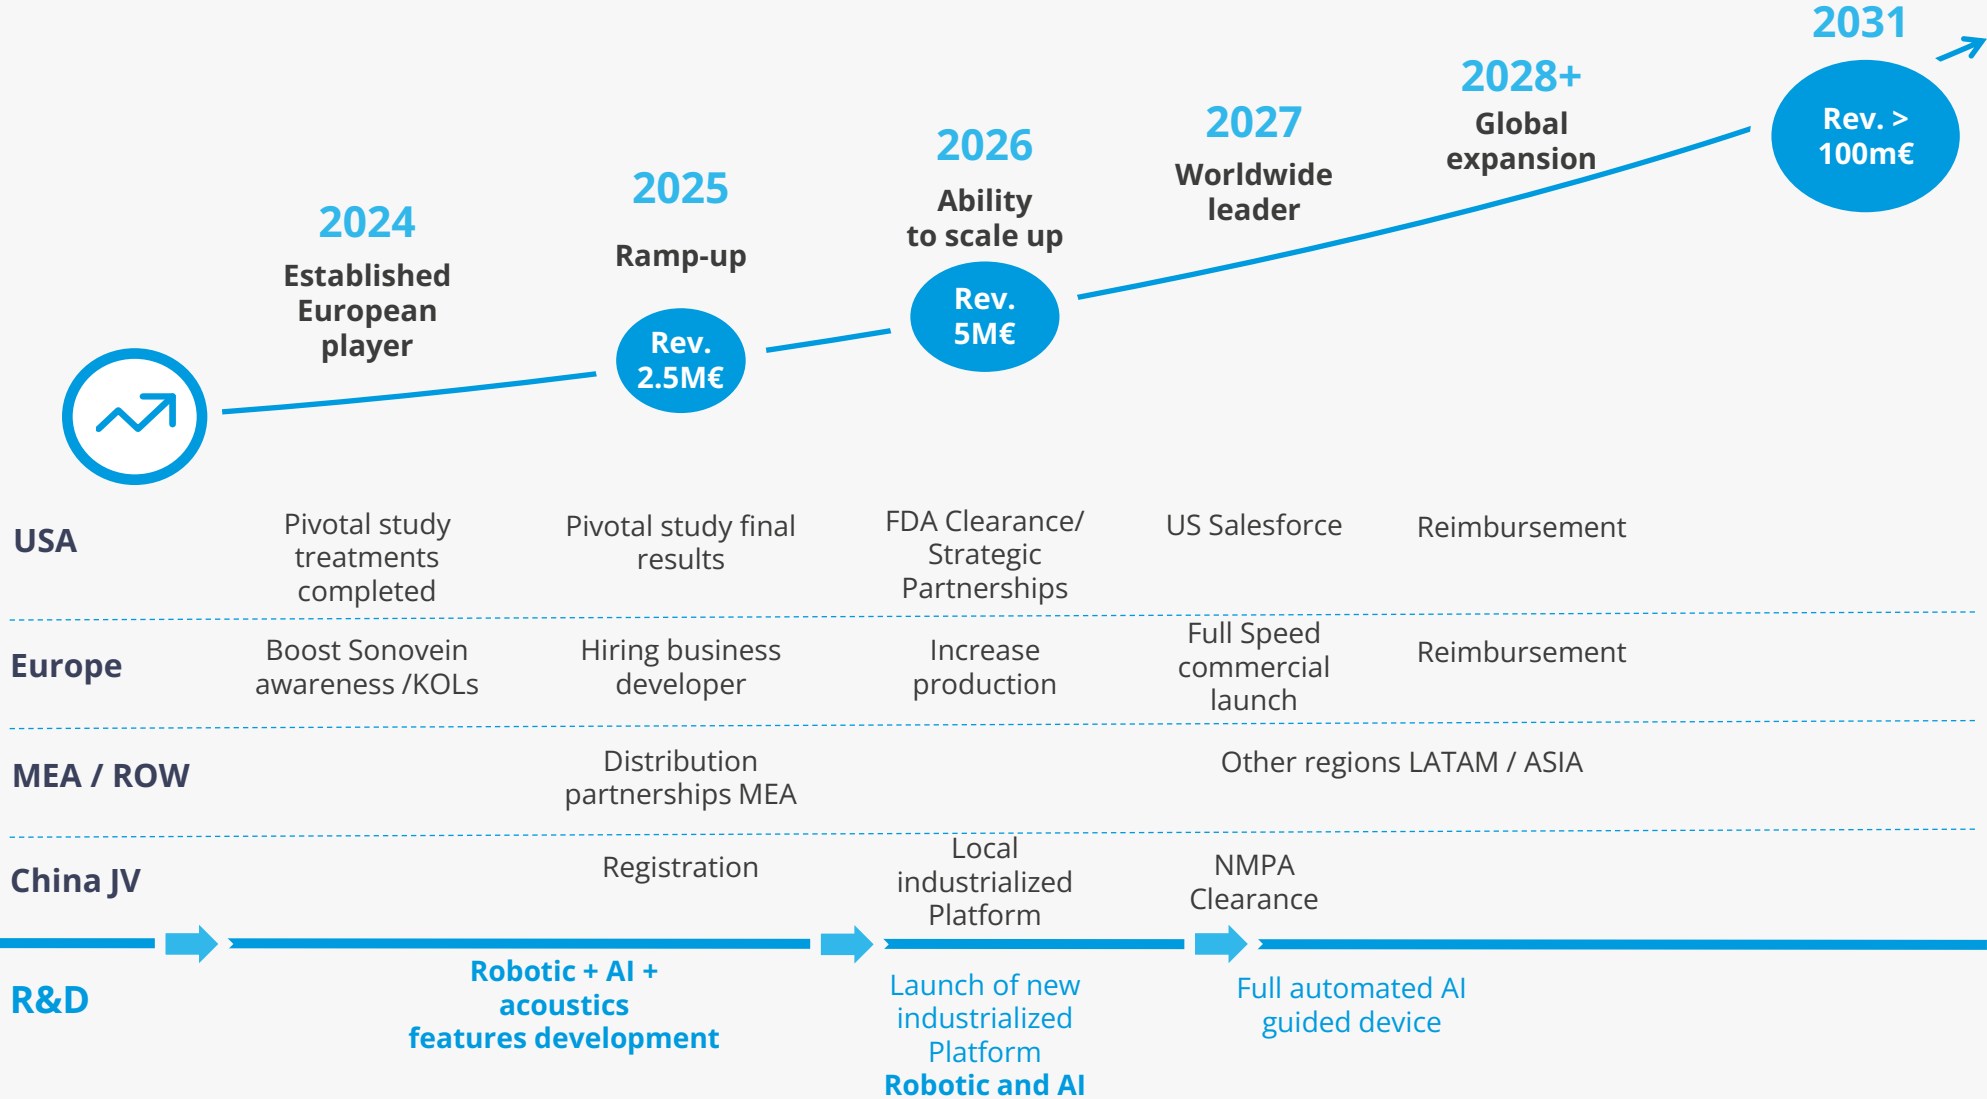 2024
Established
European
player
2025
Ramp-up
Rev.
2.5M€
2026
Ability
to scale up
Rev.
5M€
2027
Worldwide
leader
2028+
Global
expansion
2031
Rev. >
100m€
USA
Pivotal study
treatments
completed
Pivotal study final
results
FDA Clearance/
Strategic
Partnerships
US Salesforce
Reimbursement
Europe
Boost Sonovein
awareness /KOLs
Hiring business
developer
Increase
production
Full Speed
commercial
launch
Reimbursement
MEA / ROW
Distribution
partnerships MEA
Other regions LATAM / ASIA
China JV
Registration
Local
industrialized
Platform
NMPA
Clearance
R&D
Robotic + AI +
acoustics
features development
Launch of new
industrialized
Platform
Robotic and AI
Full automated AI
guided device